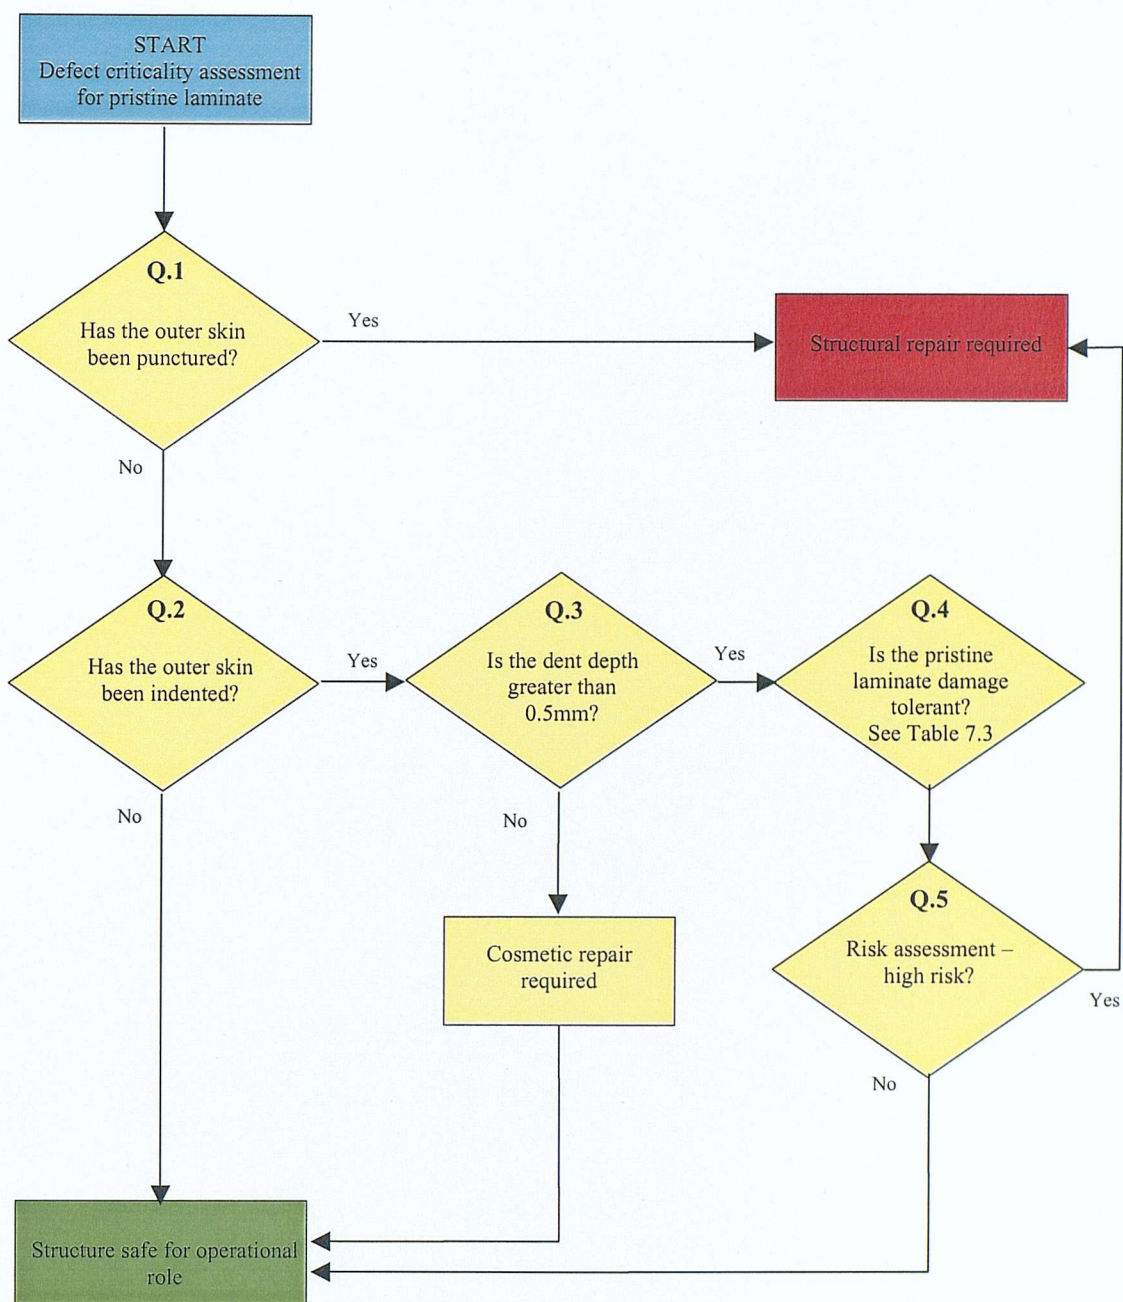 START
Defect criticality assessment
for pristine laminate
Q.1
Has the outer skin
been punctured?
Yes
Structural repair required
No
Q.2
Has the outer skin
been indented?
Yes
Q.3
Is the dent depth
greater than
0.5mm?
Yes
Q.4
Is the pristine
laminate damage
tolerant?
See Table 7.3
No
No
Cosmetic repair
required
Q.5
Risk assessment –
high risk?
Yes
No
Structure safe for operational
role